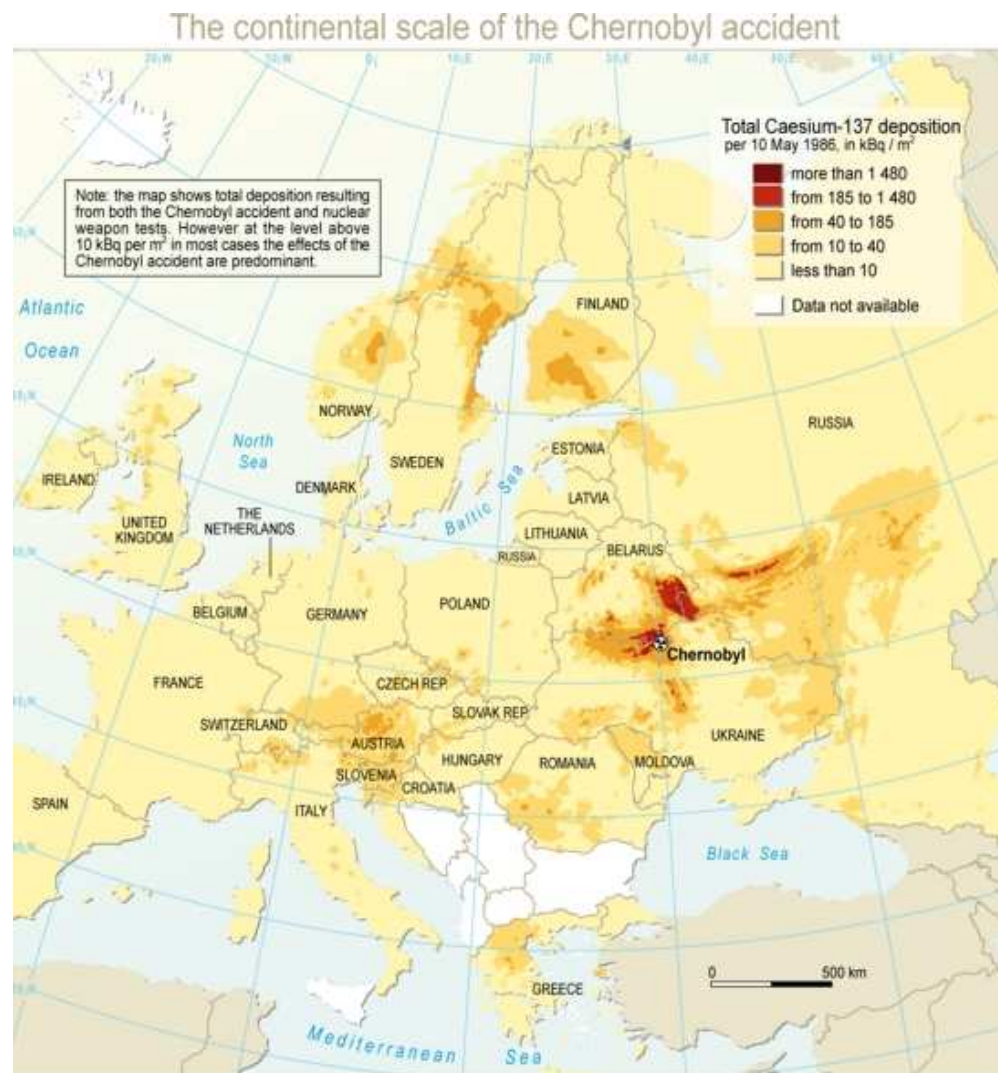 The continental scale of the Chernobyl accident
Total Caesium-137 deposition
per 10 May 1986, in kBq / m²
more than 1 480
from 185 to 1 480
from 40 to 185
from 10 to 40
less than 10
Data not available
Note: the map shows total deposition resulting
from both the Chernobyl accident and nuclear
weapon tests. However at the level above
10 kBq per m² in most cases the effects of the
Chernobyl accident are predominant.
Atlantic
Ocean
FINLAND
NORWAY
RUSSIA
North
Sea
SWEDEN
ESTONIA
IRELAND
DENMARK
Baltic Sea
LATVIA
UNITED
KINGDOM
THE
NETHERLANDS
LITHUANIA
RUSSIA
BELARUS
BELGIUM
GERMANY
POLAND
Chernobyl
FRANCE
CZECH REP.
SWITZERLAND
SLOVAK REP.
AUSTRIA
UKRAINE
HUNGARY
ROMANIA
MOLDOVA
SLOVENIA
CROATIA
SPAIN
ITALY
Black Sea
0 500 km
GREECE
Mediterranean Sea